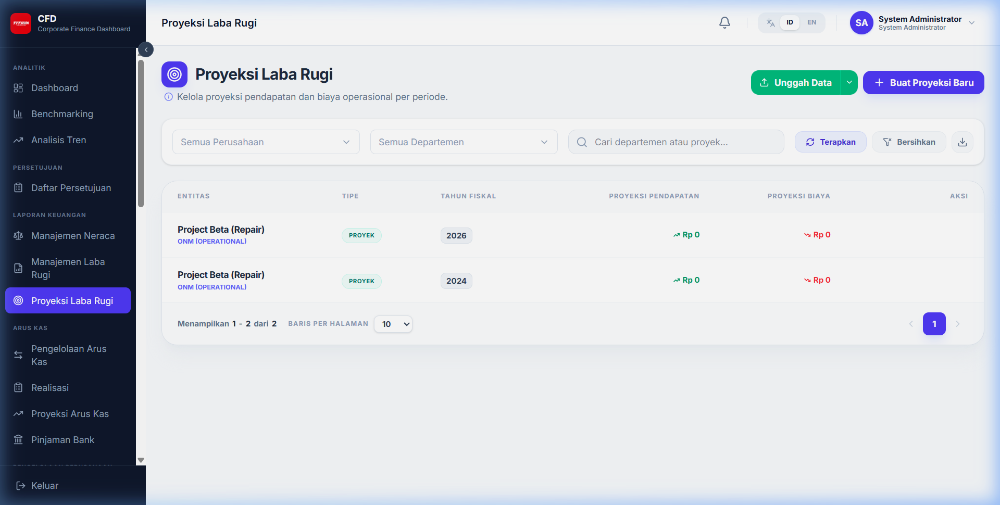 TITHIN
CFD
Corporate Finance Dashboard
ANALITIK
Dashboard
Benchmarking
Analisis Tren
PERSETUJUAN
Daftar Persetujuan
LAPORAN KEUANGAN
Manajemen Neraca
Manajemen Laba
Rugi
Proyeksi Laba Rugi
ARUS KAS
Pengelolaan Arus
Kas
Realisasi
Proyeksi Arus Kas
Pinjaman Bank
Keluar
Proyeksi Laba Rugi
ID
EN
SA
System Administrator
System Administrator
Proyeksi Laba Rugi
Kelola proyeksi pendapatan dan biaya operasional per periode.
Unggah Data
Buat Proyeksi Baru
Semua Perusahaan
Semua Departemen
Cari departemen atau proyek...
Terapkan
Bersihkan
ENTITAS TIPE TAHUN FISKAL PROYEKSI PENDAPATAN PROYEKSI BIAYA AKSI
Project Beta (Repair)
ONM (OPERATIONAL)
PROYEK
2026
Rp 0
Rp 0
Project Beta (Repair)
ONM (OPERATIONAL)
PROYEK
2024
Rp 0
Rp 0
Menampilkan 1 - 2 dari 2
BARIS PER HALAMAN
10
1